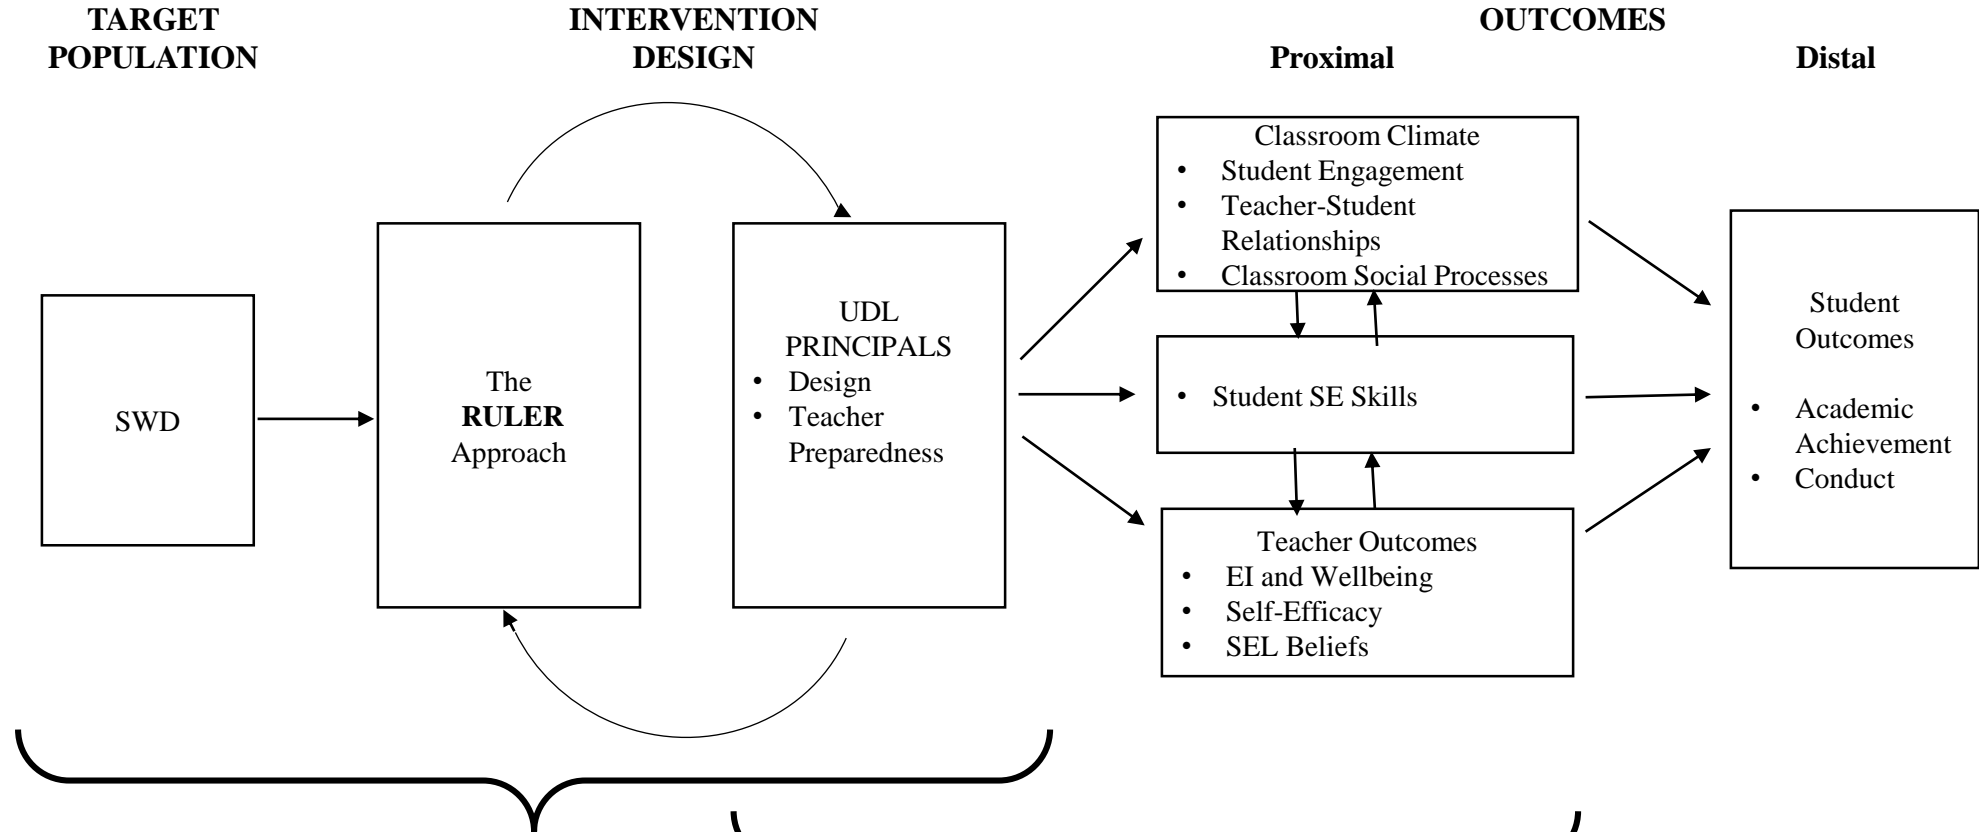 TARGET
POPULATION
INTERVENTION
DESIGN
OUTCOMES
Proximal
Distal
SWD
The
RULER
Approach
UDL
PRINCIPALS
• Design
• Teacher
Preparedness
Classroom Climate
• Student Engagement
• Teacher-Student
Relationships
• Classroom Social Processes
• Student SE Skills
Teacher Outcomes
• EI and Wellbeing
• Self-Efficacy
• SEL Beliefs
Student
Outcomes
• Academic
Achievement
• Conduct